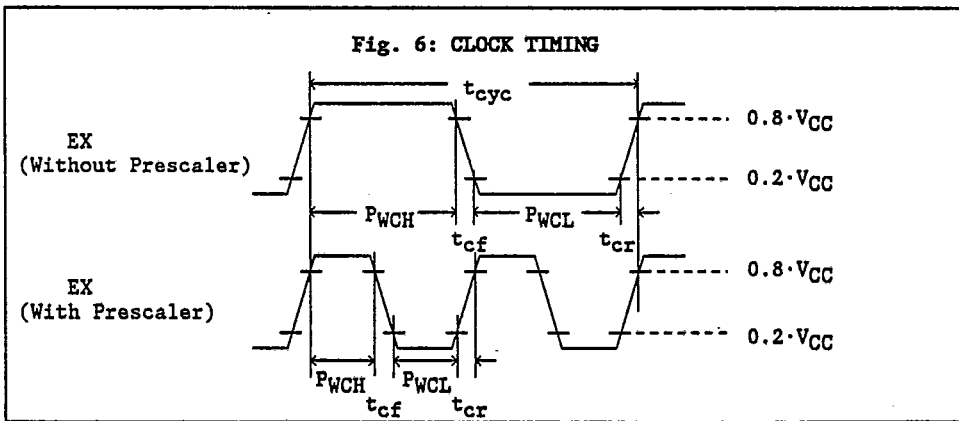 Fig. 6: CLOCK TIMING
tcyc
EX
(Without Prescaler)
0.8·VCC
0.2·VCC
PWCH
tcf
PWCL
tcr
EX
(With Prescaler)
0.8·VCC
0.2·VCC
PWCH
tcf
PWCL
tcr